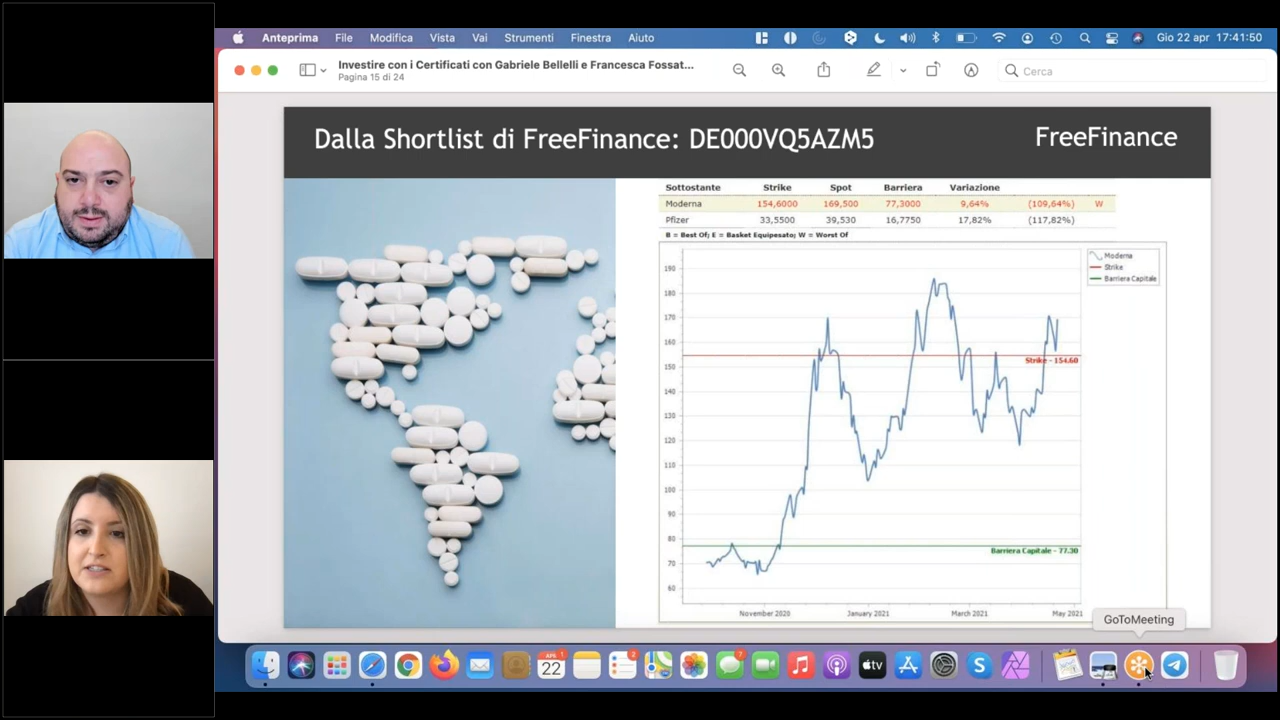 Anteprima File Modifica Vista Vai Strumenti Finestra Aiuto Gio 22 apr 17:41:50
Investire con i Certificati con Gabriele Bellelli e Francesca Fossat...
Pagina 15 di 24
Cerca
Dalla Shortlist di FreeFinance: DE000VQ5AZM5
FreeFinance
Sottostante Strike Spot Barriera Variazione
Moderna 154,6000 169,500 77,3000 9,64% (109,64%) W
Pfizer 33,5500 39,530 16,7750 17,82% (117,82%)
B = Best Of; E = Basket Equipesato; W = Worst Of
Moderna
Strike
Barriera Capitale
190
180
170
160
150
140
130
120
110
100
90
80
70
60
Strike - 154.60
Barriera Capitale - 77.30
November 2020 January 2021 March 2021 May 2021
GoToMeeting
APR
22
tv